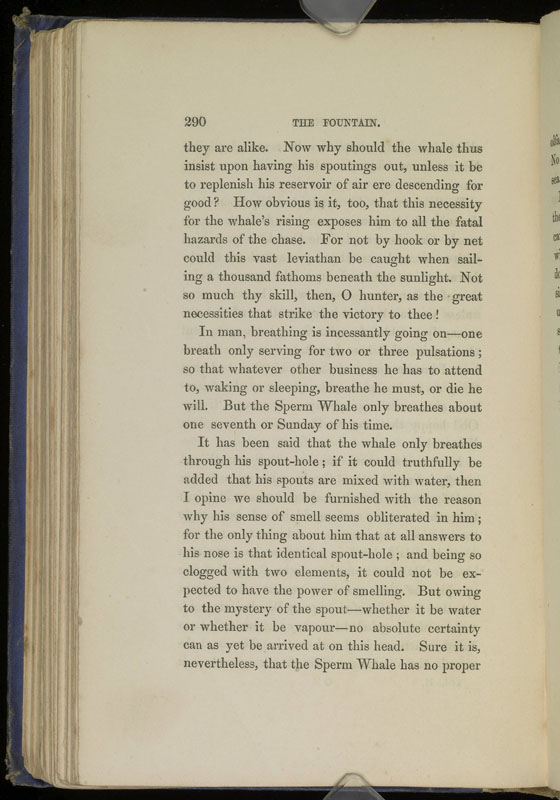 290 THE FOUNTAIN.
they are alike. Now why should the whale thus
insist upon having his spoutings out, unless it be
to replenish his reservoir of air ere descending for
good? How obvious is it, too, that this necessity
for the whale's rising exposes him to all the fatal
hazards of the chase. For not by hook or by net
could this vast leviathan be caught when sail-
ing a thousand fathoms beneath the sunlight. Not
so much thy skill, then, O hunter, as the great
necessities that strike the victory to thee!
In man, breathing is incessantly going on—one
breath only serving for two or three pulsations;
so that whatever other business he has to attend
to, waking or sleeping, breathe he must, or die he
will. But the Sperm Whale only breathes about
one seventh or Sunday of his time.
It has been said that the whale only breathes
through his spout-hole; if it could truthfully be
added that his spouts are mixed with water, then
I opine we should be furnished with the reason
why his sense of smell seems obliterated in him;
for the only thing about him that at all answers to
his nose is that identical spout-hole; and being so
clogged with two elements, it could not be ex-
pected to have the power of smelling. But owing
to the mystery of the spout—whether it be water
or whether it be vapour—no absolute certainty
can as yet be arrived at on this head. Sure it is,
nevertheless, that the Sperm Whale has no proper